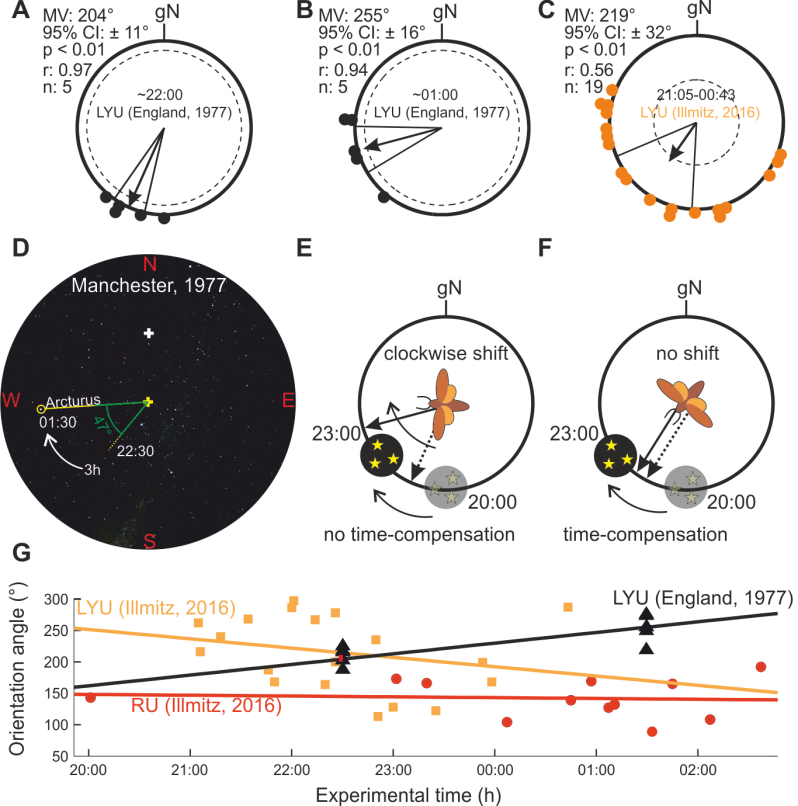 A
MV: 204°
95% CI: ± 11°
p < 0.01
r: 0.97
n: 5
gN
~22:00
LYU (England, 1977)
B
MV: 255°
95% CI: ± 16°
p < 0.01
r: 0.94
n: 5
gN
~01:00
LYU (England, 1977)
C
MV: 219°
95% CI: ± 32°
p < 0.01
r: 0.56
n: 19
gN
21:05-00:43
LYU (Illmitz, 2016)
D
N
Manchester, 1977
W
E
Arcturus
01:30
47°
22:30
3h
S
E
gN
clockwise shift
23:00
20:00
no time-compensation
F
gN
no shift
23:00
20:00
time-compensation
G
LYU (Illmitz, 2016)
LYU (England, 1977)
RU (Illmitz, 2016)
Orientation angle (°)
300
250
200
150
100
50
20:00
21:00
22:00
23:00
00:00
01:00
02:00
Experimental time (h)